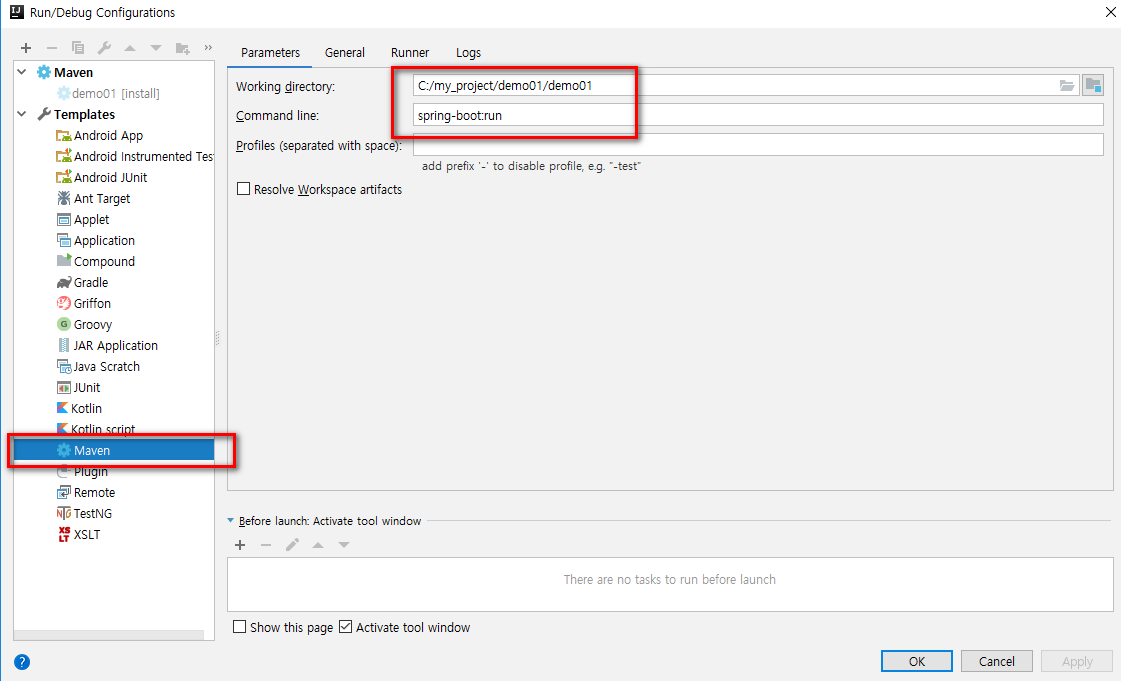 Run/Debug Configurations
Parameters General Runner Logs
Maven
demo01 [install]
Templates
Android App
Android Instrumented Tes
Android JUnit
Ant Target
Applet
Application
Compound
Gradle
Griffon
Groovy
JAR Application
Java Scratch
JUnit
Kotlin
Kotlin script
Maven
Plugin
Remote
TestNG
XSLT
Working directory: C:/my_project/demo01/demo01
Command line: spring-boot:run
Profiles (separated with space):
add prefix '-' to disable profile, e.g. "-test"
Resolve Workspace artifacts
Before launch: Activate tool window
There are no tasks to run before launch
Show this page Activate tool window
OK Cancel Apply